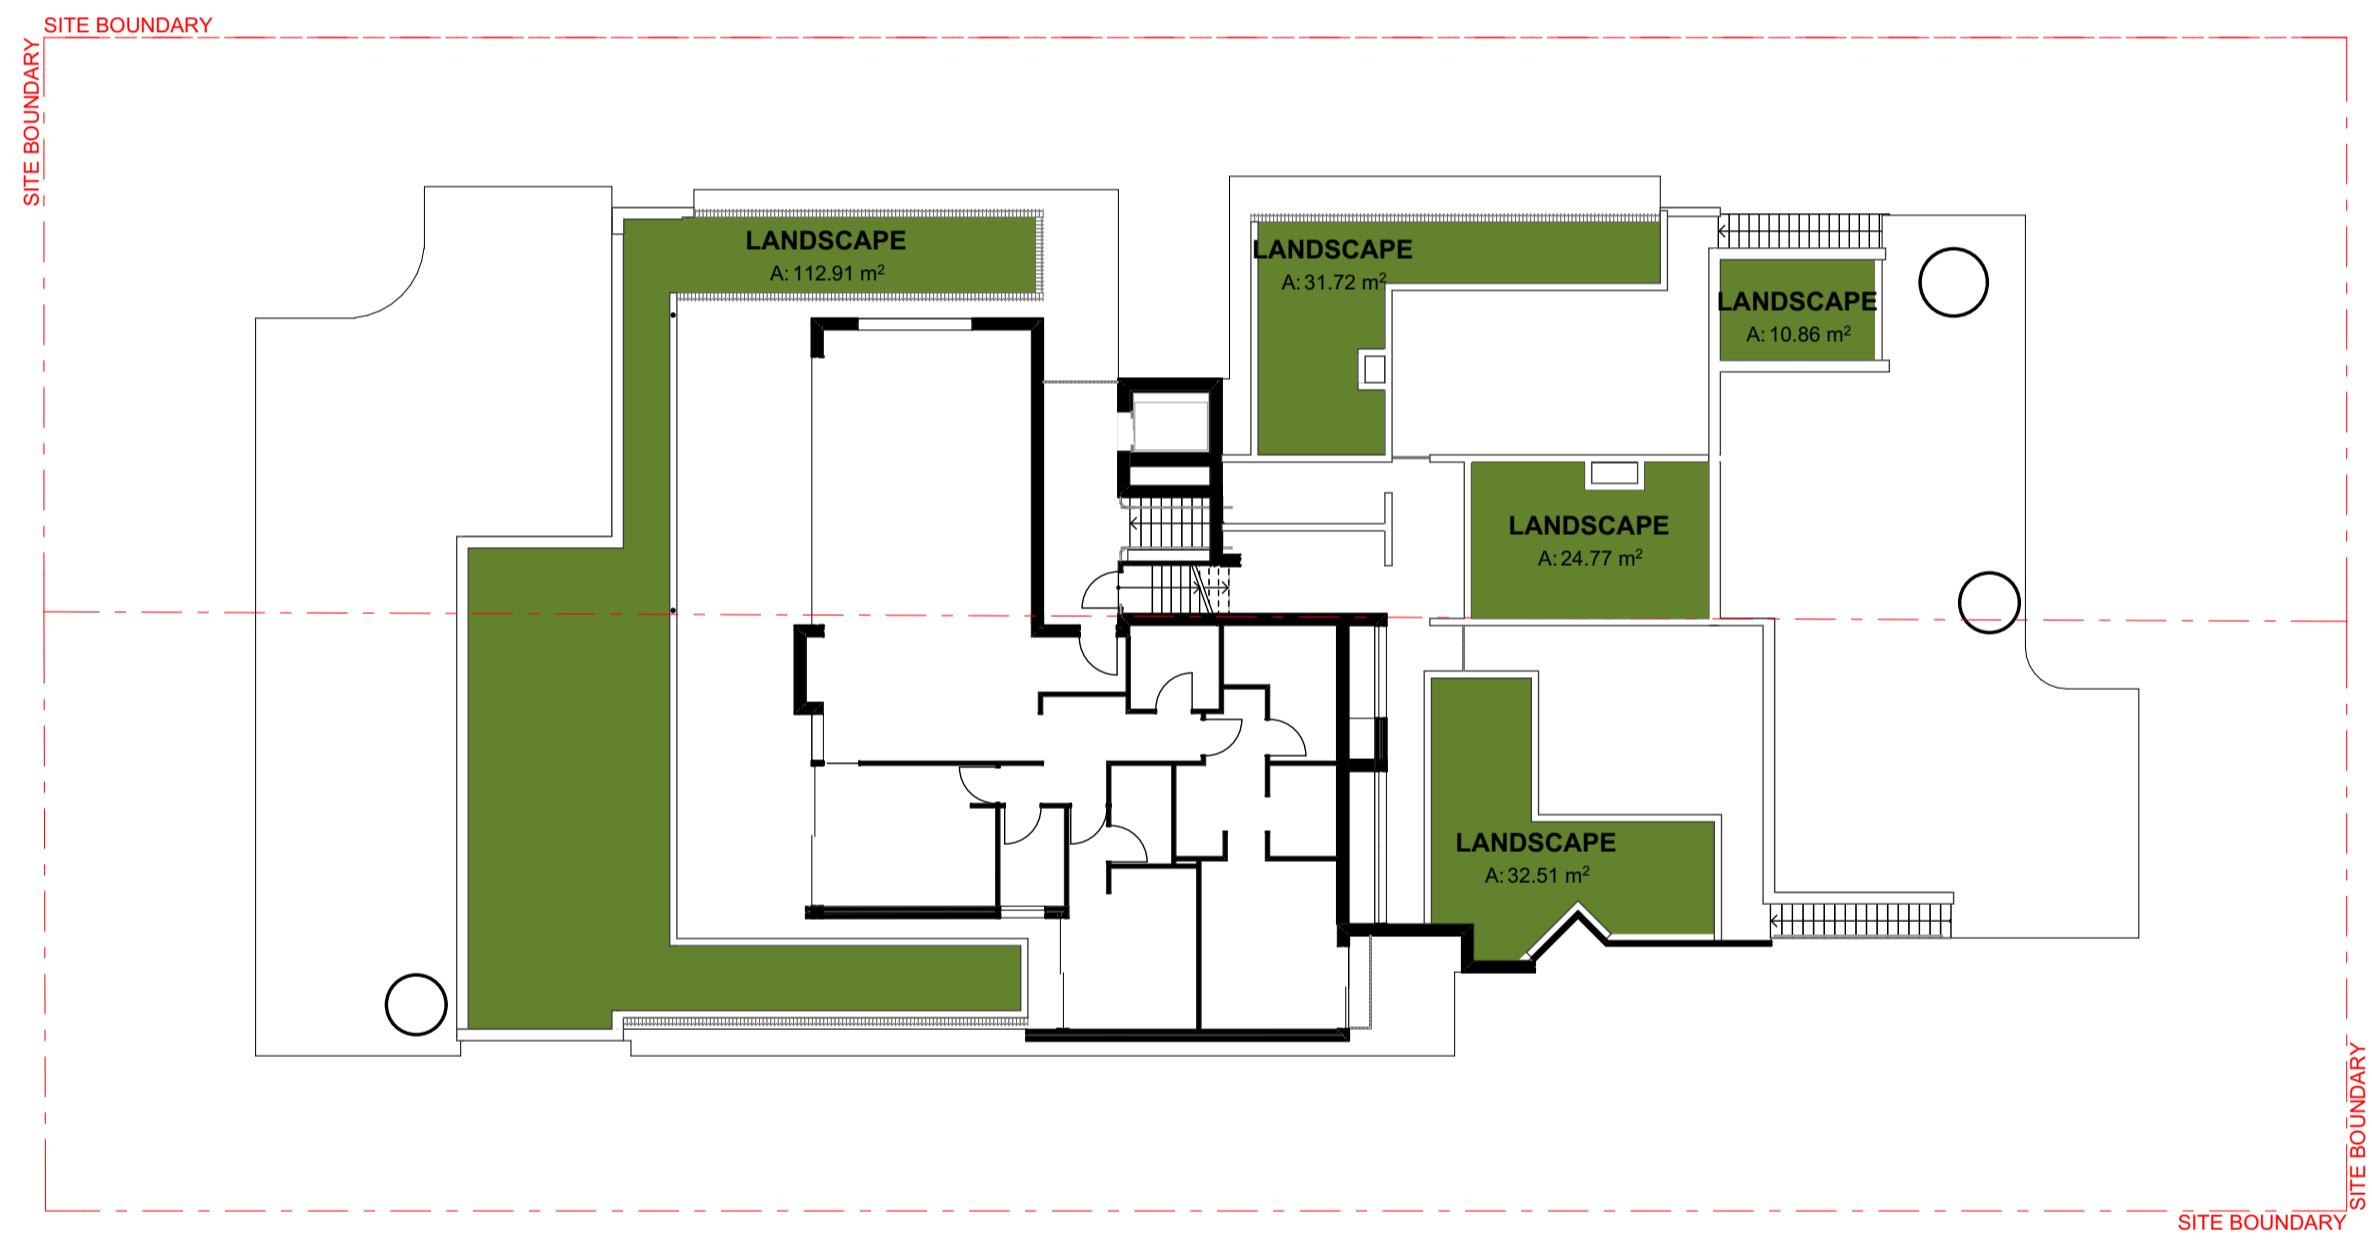 SITE BOUNDARY
SITE BOUNDARY
LANDSCAPE
A: 112.91 m²
LANDSCAPE
A: 31.72 m²
LANDSCAPE
A: 10.86 m²
LANDSCAPE
A: 24.77 m²
LANDSCAPE
A: 32.51 m²
SITE BOUNDARY
SITE BOUNDARY